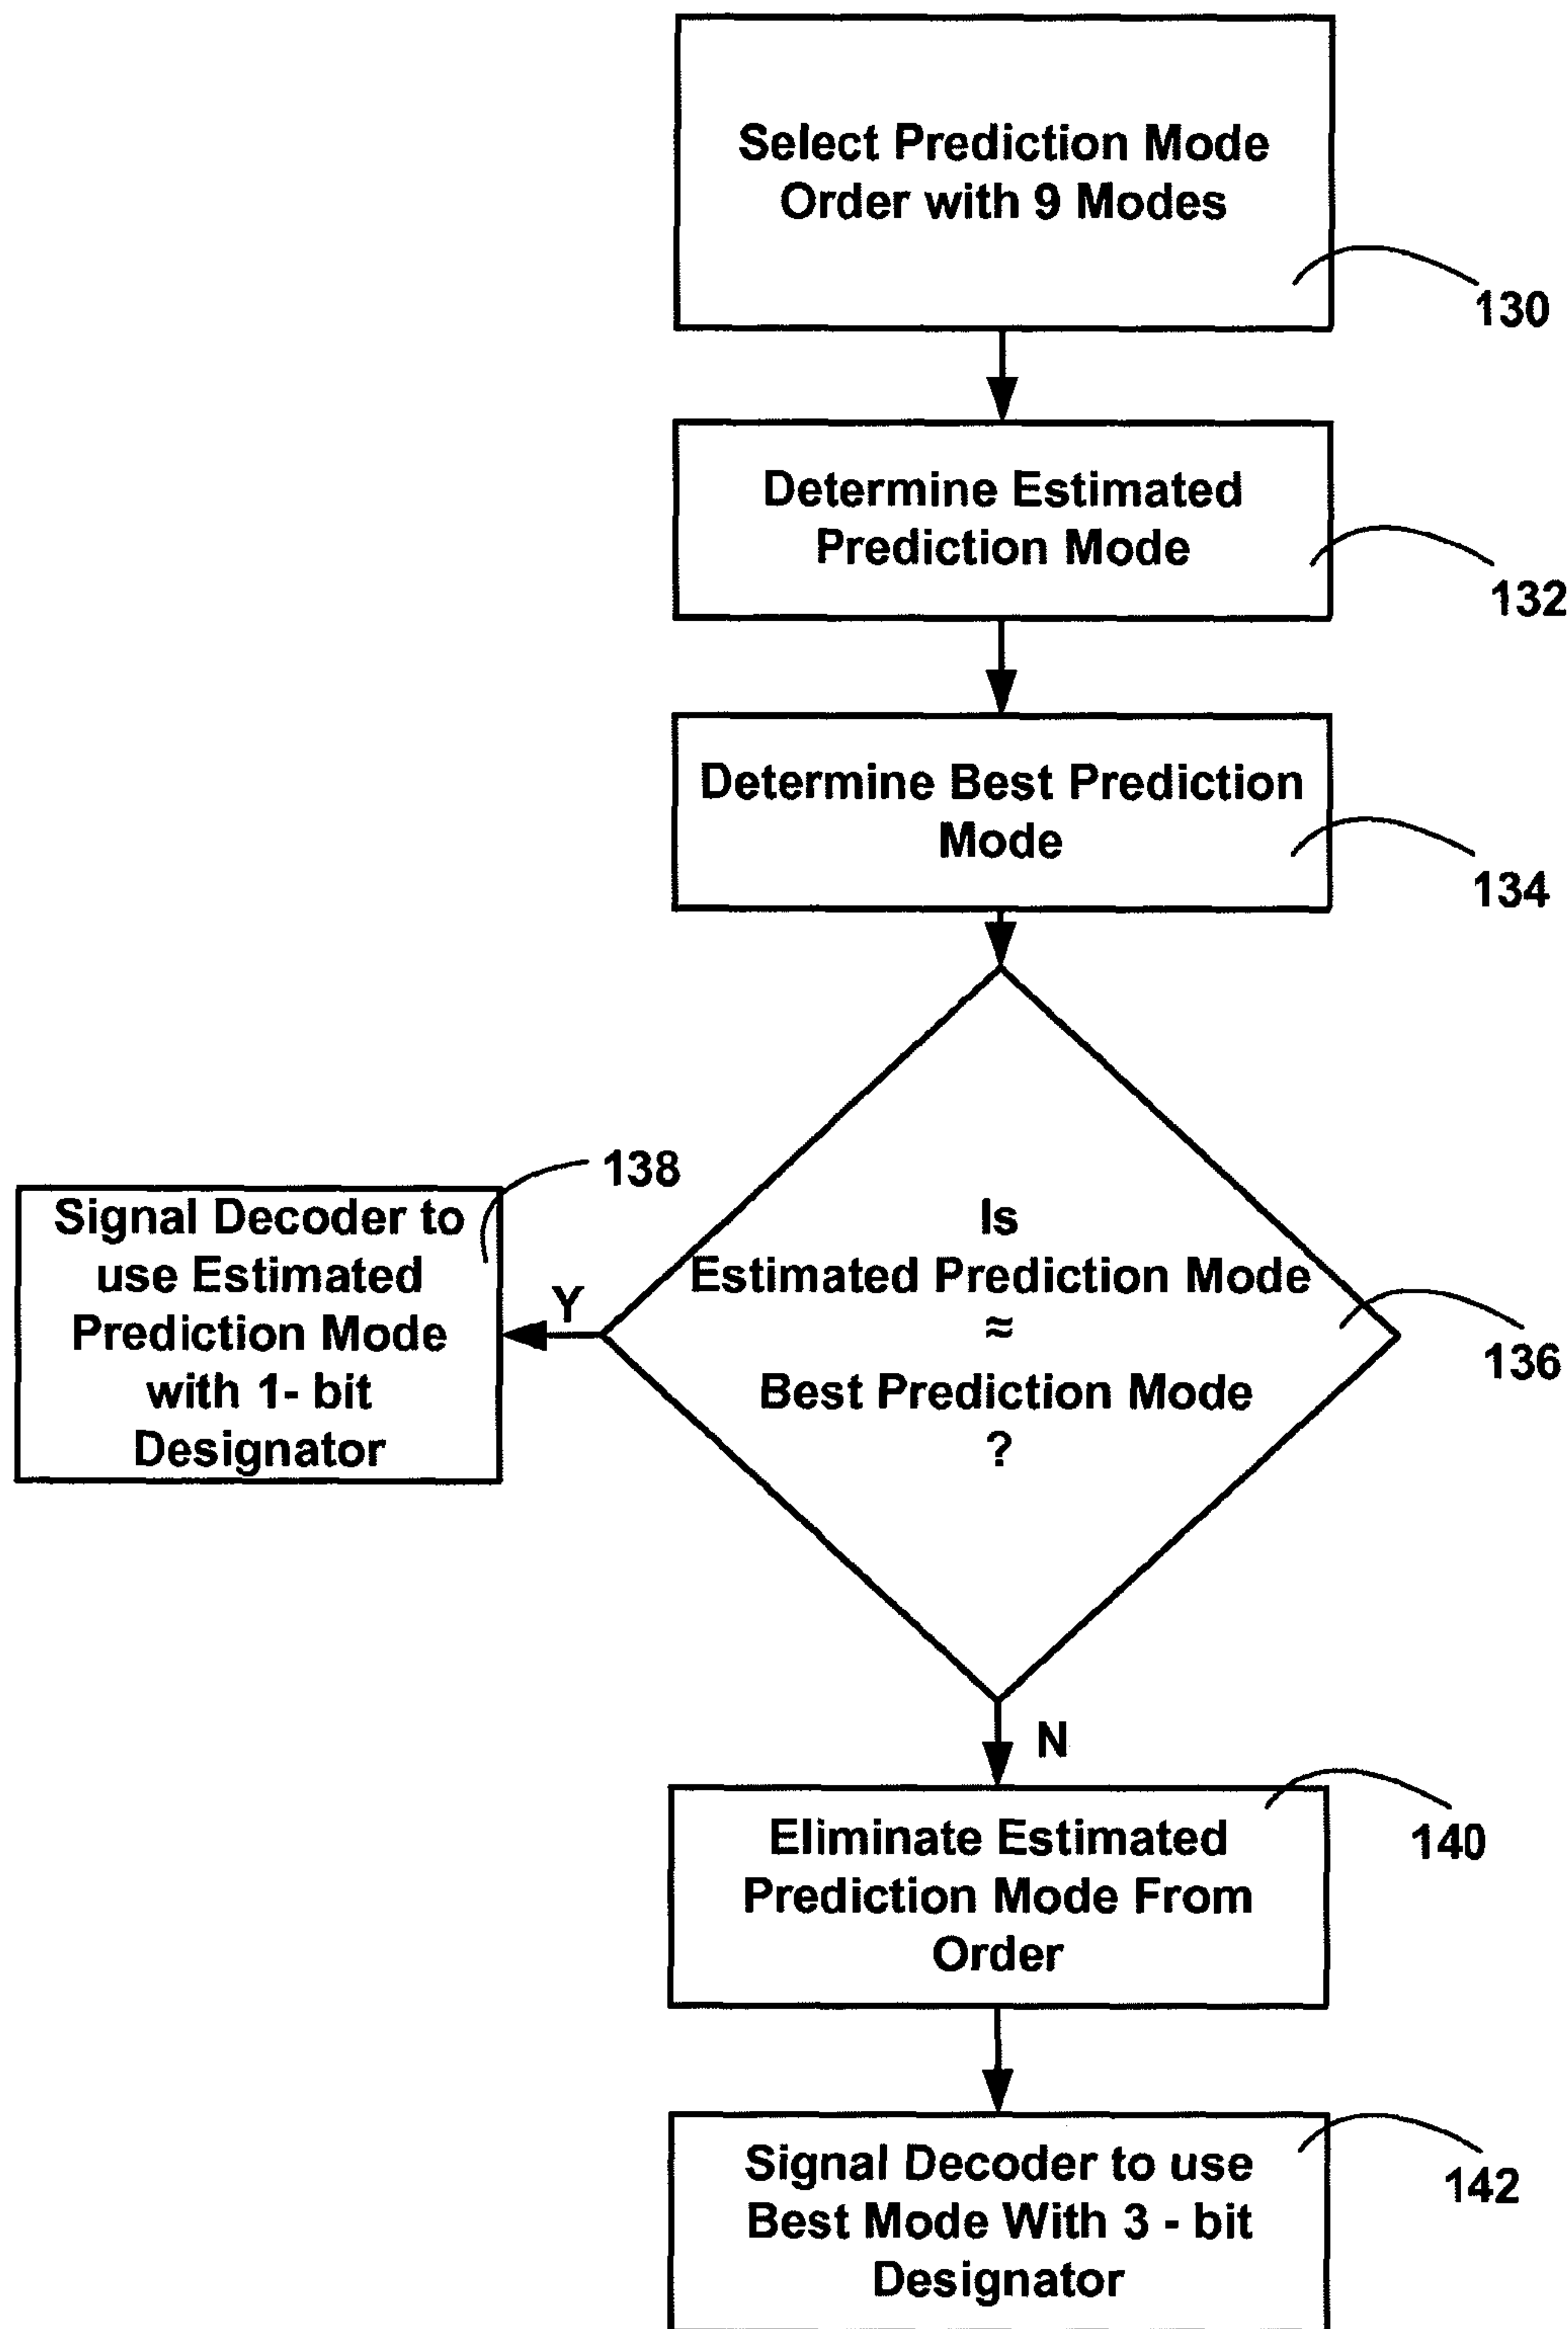 Select Prediction Mode
Order with 9 Modes
130
Determine Estimated
Prediction Mode
132
Determine Best Prediction
Mode
134
138
Signal Decoder to
use Estimated
Prediction Mode
with 1- bit
Designator
Y
Is
Estimated Prediction Mode
≈
Best Prediction Mode
?
136
N
Eliminate Estimated
Prediction Mode From
Order
140
Signal Decoder to use
Best Mode With 3 - bit
Designator
142